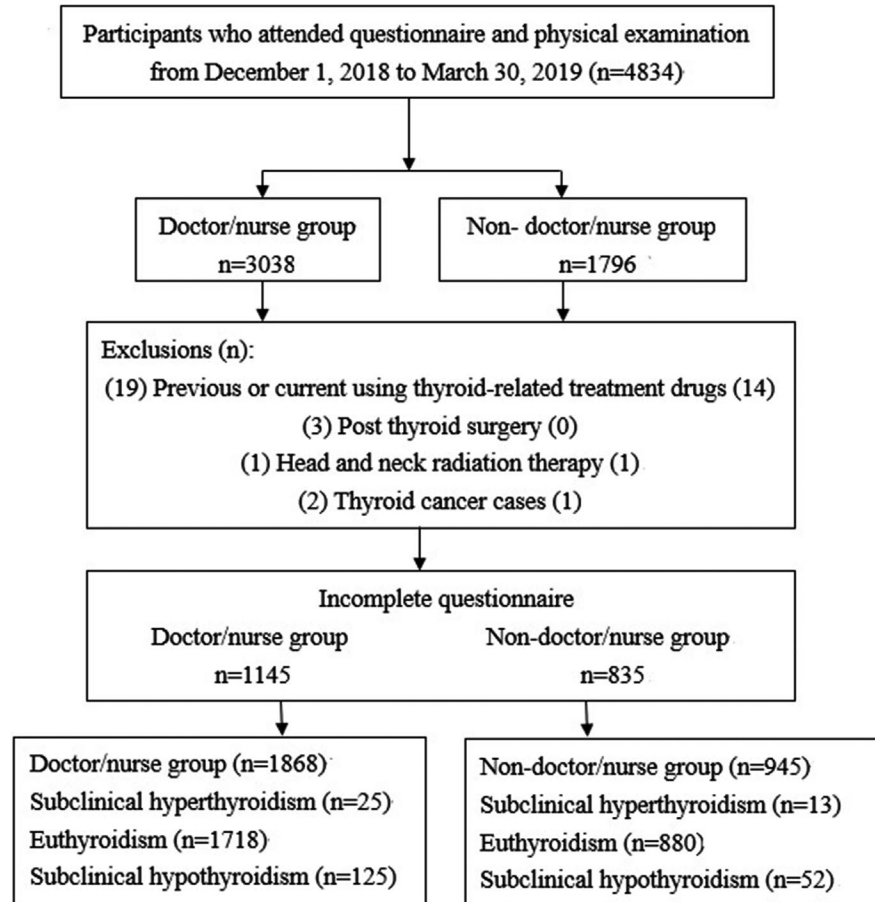 Participants who attended questionnaire and physical examination
from December 1, 2018 to March 30, 2019 (n=4834)
Doctor/nurse group
n=3038
Non- doctor/nurse group
n=1796
Exclusions (n):
(19) Previous or current using thyroid-related treatment drugs (14)
(3) Post thyroid surgery (0)
(1) Head and neck radiation therapy (1)
(2) Thyroid cancer cases (1)
Incomplete questionnaire
Doctor/nurse group
n=1145
Non-doctor/nurse group
n=835
Doctor/nurse group (n=1868)
Subclinical hyperthyroidism (n=25)
Euthyroidism (n=1718)
Subclinical hypothyroidism (n=125)
Non-doctor/nurse group (n=945)
Subclinical hyperthyroidism (n=13)
Euthyroidism (n=880)
Subclinical hypothyroidism (n=52)